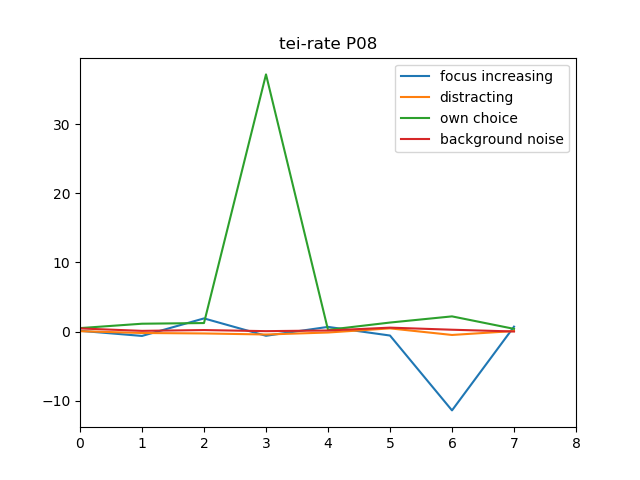 tei-rate P08
focus increasing
distracting
own choice
background noise
30
20
10
0
−10
0 1 2 3 4 5 6 7 8